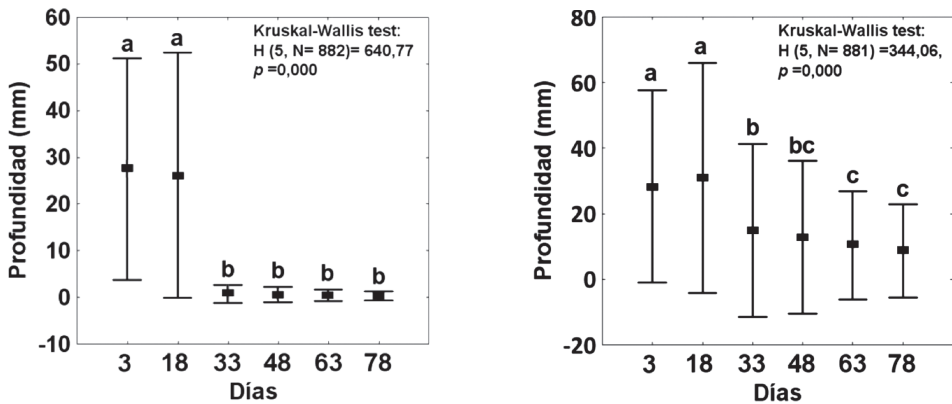 Kruskal-Wallis test:
H (5, N= 882)= 640,77
p =0,000
Profundidad (mm)
60
50
40
30
20
10
0
-10
a a b b b b
3 18 33 48 63 78
Días
Kruskal-Wallis test:
H (5, N= 881) =344,06,
p =0,000
Profundidad (mm)
80
60
40
20
0
-20
a a b bc c c
3 18 33 48 63 78
Días